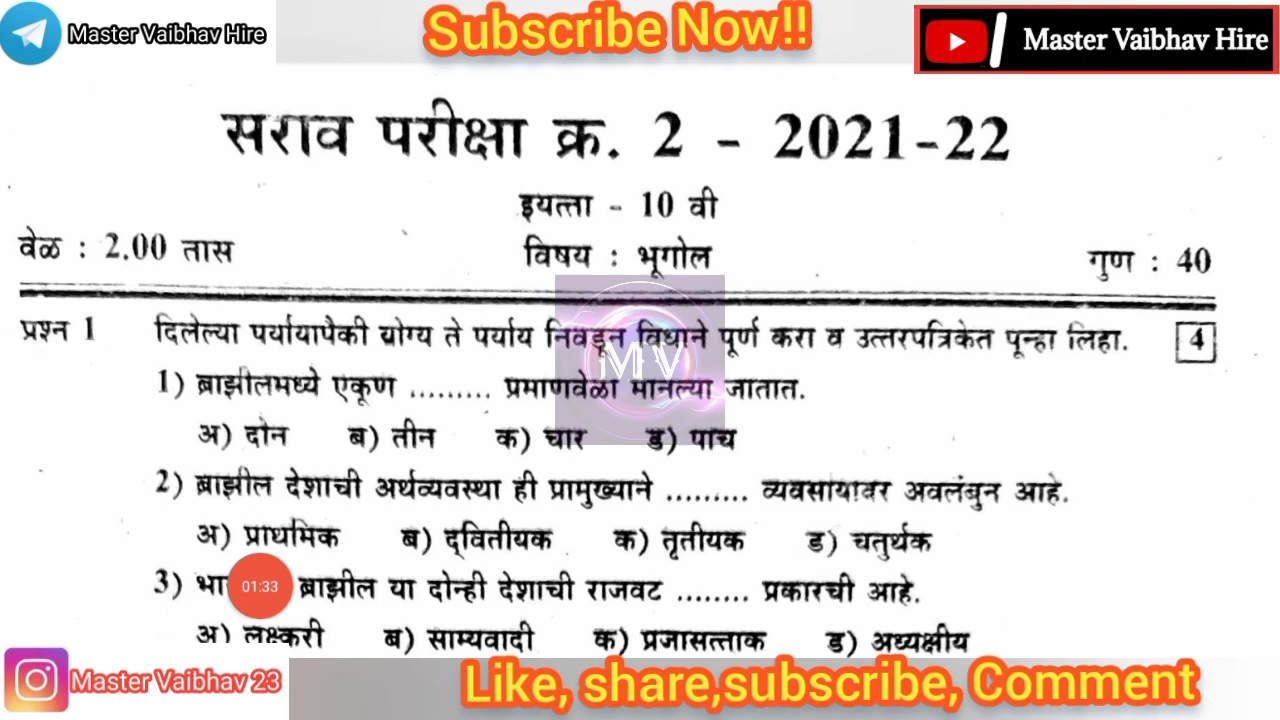 Master Vaibhav Hire
Subscribe Now!!
Master Vaibhav Hire
सराव परीक्षा क्र. 2 - 2021-22
इयत्ता - 10 वी
वेळ : 2.00 तास विषय : भूगोल गुण : 40
प्रश्न 1 दिलेल्या पर्यायापैकी योग्य ते पर्याय निवडून विधाने पूर्ण करा व उत्तरपत्रिकेत पून्हा लिहा. 4
MV
1) ब्राझीलमध्ये एकूण ......... प्रमाणवेळा मानल्या जातात.
अ) दोन ब) तीन क) चार ड) पाच
2) ब्राझील देशाची अर्थव्यवस्था ही प्रामुख्याने ......... व्यवसायावर अवलंबुन आहे.
अ) प्राथमिक ब) द्वितीयक क) तृतीयक ड) चतुर्थक
3) भा 01:33 ब्राझील या दोन्ही देशाची राजवट ........ प्रकारची आहे.
अ) लष्करी ब) साम्यवादी क) प्रजासत्ताक ड) अध्यक्षीय
Master Vaibhav 23
Like, share,subscribe, Comment